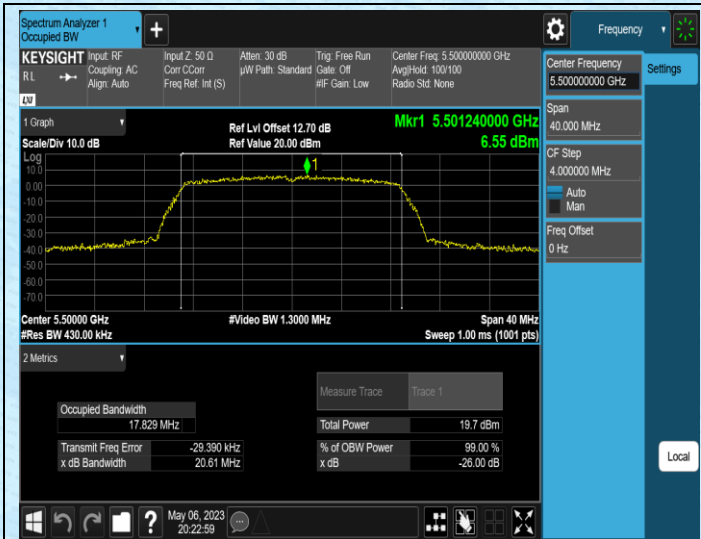 Spectrum Analyzer 1
Occupied BW
+
Frequency
KEYSIGHT
RL
LXI
Input: RF
Coupling: AC
Align: Auto
Input Z: 50 Ω
Corr CCorr
Freq Ref: Int (S)
Atten: 30 dB
µW Path: Standard
Trig: Free Run
Gate: Off
#IF Gain: Low
Center Freq: 5.500000000 GHz
Avg|Hold: 100/100
Radio Std: None
Center Frequency
5.500000000 GHz
Settings
Span
40.000 MHz
CF Step
4.000000 MHz
Auto
Man
Freq Offset
0 Hz
1 Graph
Scale/Div 10.0 dB
Ref Lvl Offset 12.70 dB
Ref Value 20.00 dBm
Mkr1 5.501240000 GHz
6.55 dBm
Log
10.0
0.00
-10.0
-20.0
-30.0
-40.0
-50.0
-60.0
-70.0
1
Center 5.50000 GHz
#Res BW 430.00 kHz
#Video BW 1.3000 MHz
Span 40 MHz
Sweep 1.00 ms (1001 pts)
2 Metrics
Measure Trace
Trace 1
Occupied Bandwidth
17.829 MHz
Total Power
19.7 dBm
Transmit Freq Error
-29.390 kHz
% of OBW Power
99.00 %
x dB Bandwidth
20.61 MHz
x dB
-26.00 dB
Local
?
May 06, 2023
20:22:59